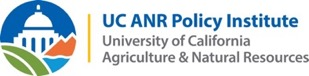 UC ANR Policy Institute
University of California
Agriculture & Natural Resources